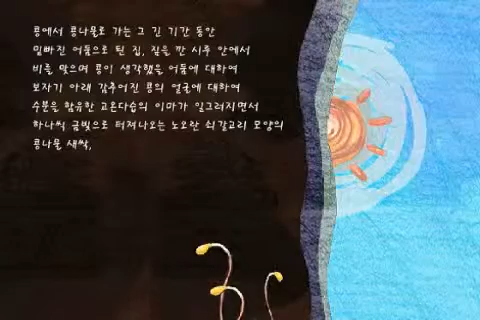 콩에서 콩나물로 가는 그 긴 기간 동안
밑빠진 어둠으로 된 집, 짚을 깐 시루 안에서
비를 맞으며 콩이 생각했을 어둠에 대하여
보자기 아래 감추어진 콩의 얼굴에 대하여
수분을 함유한 고온다습의 이마가 일그러지면서
하나씩 금빛으로 터져나오는 노오란 쇠갈고리 모양의
콩나물 새싹,